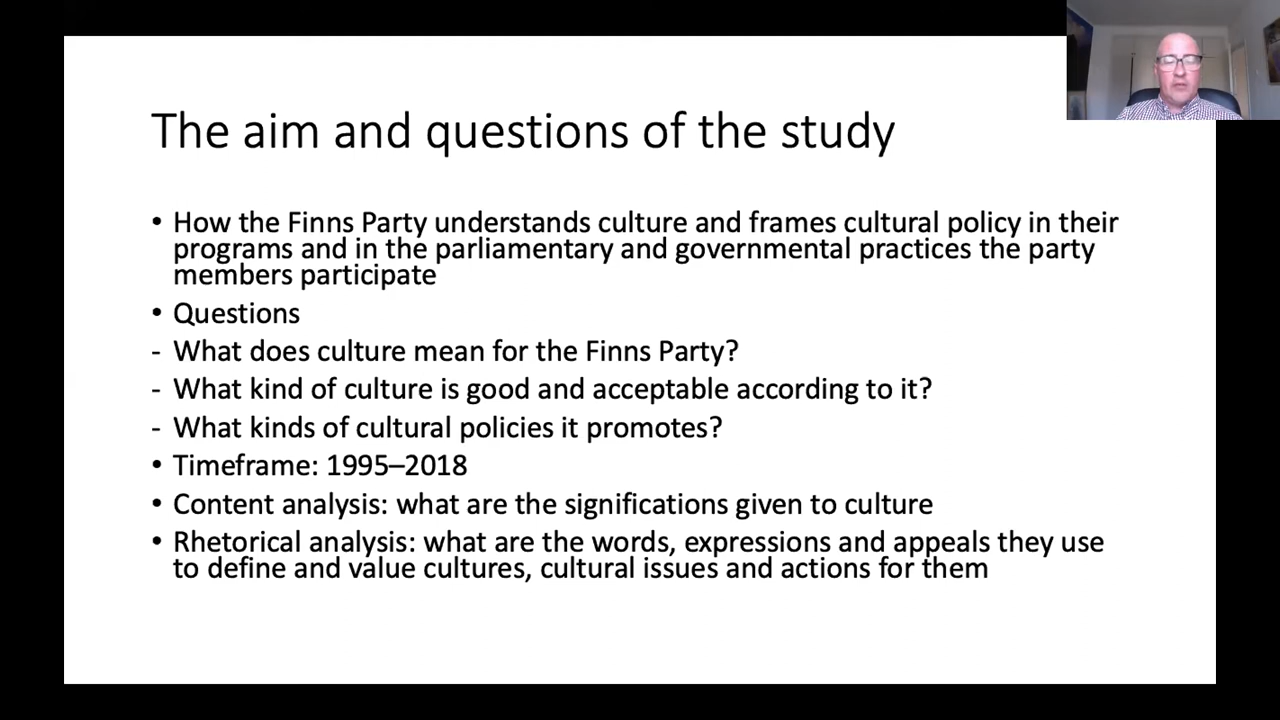 The aim and questions of the study
• How the Finns Party understands culture and frames cultural policy in their
programs and in the parliamentary and governmental practices the party
members participate
• Questions
- What does culture mean for the Finns Party?
- What kind of culture is good and acceptable according to it?
- What kinds of cultural policies it promotes?
• Timeframe: 1995–2018
• Content analysis: what are the significations given to culture
• Rhetorical analysis: what are the words, expressions and appeals they use
to define and value cultures, cultural issues and actions for them